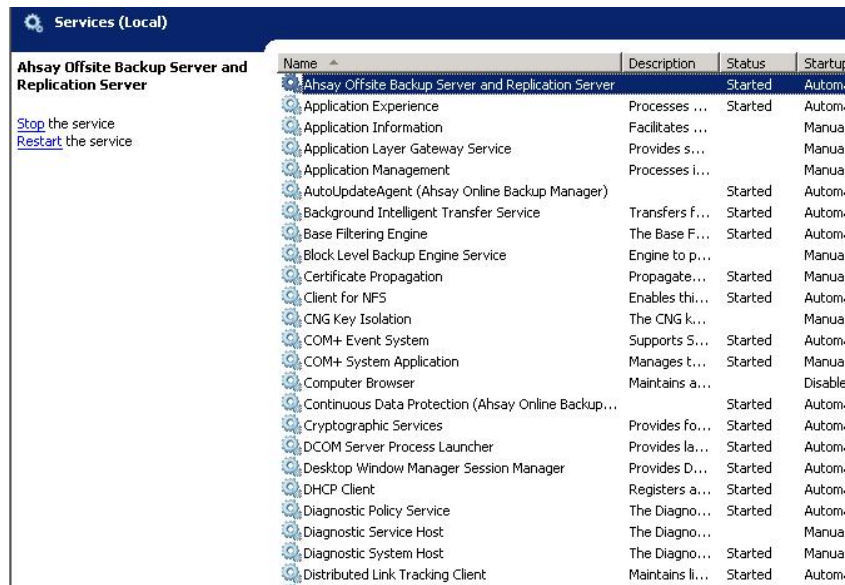 Services (Local)
Ahsay Offsite Backup Server and
Replication Server
Stop the service
Restart the service
Name Description Status Startup
Ahsay Offsite Backup Server and Replication Server Started Autom
Application Experience Processes ... Started Autom
Application Information Facilitates ... Manua
Application Layer Gateway Service Provides s... Manua
Application Management Processes i... Manua
AutoUpdateAgent (Ahsay Online Backup Manager) Started Autom
Background Intelligent Transfer Service Transfers f... Started Autom
Base Filtering Engine The Base F... Started Autom
Block Level Backup Engine Service Engine to p... Manua
Certificate Propagation Propagate... Started Manua
Client for NFS Enables thi... Started Autom
CNG Key Isolation The CNG k... Manua
COM+ Event System Supports S... Started Autom
COM+ System Application Manages t... Started Manua
Computer Browser Maintains a... Disable
Continuous Data Protection (Ahsay Online Backup... Started Autom
Cryptographic Services Provides fo... Started Autom
DCOM Server Process Launcher Provides la... Started Autom
Desktop Window Manager Session Manager Provides D... Started Autom
DHCP Client Registers a... Started Autom
Diagnostic Policy Service The Diagno... Started Autom
Diagnostic Service Host The Diagno... Manua
Diagnostic System Host The Diagno... Started Manua
Distributed Link Tracking Client Maintains li... Started Autom